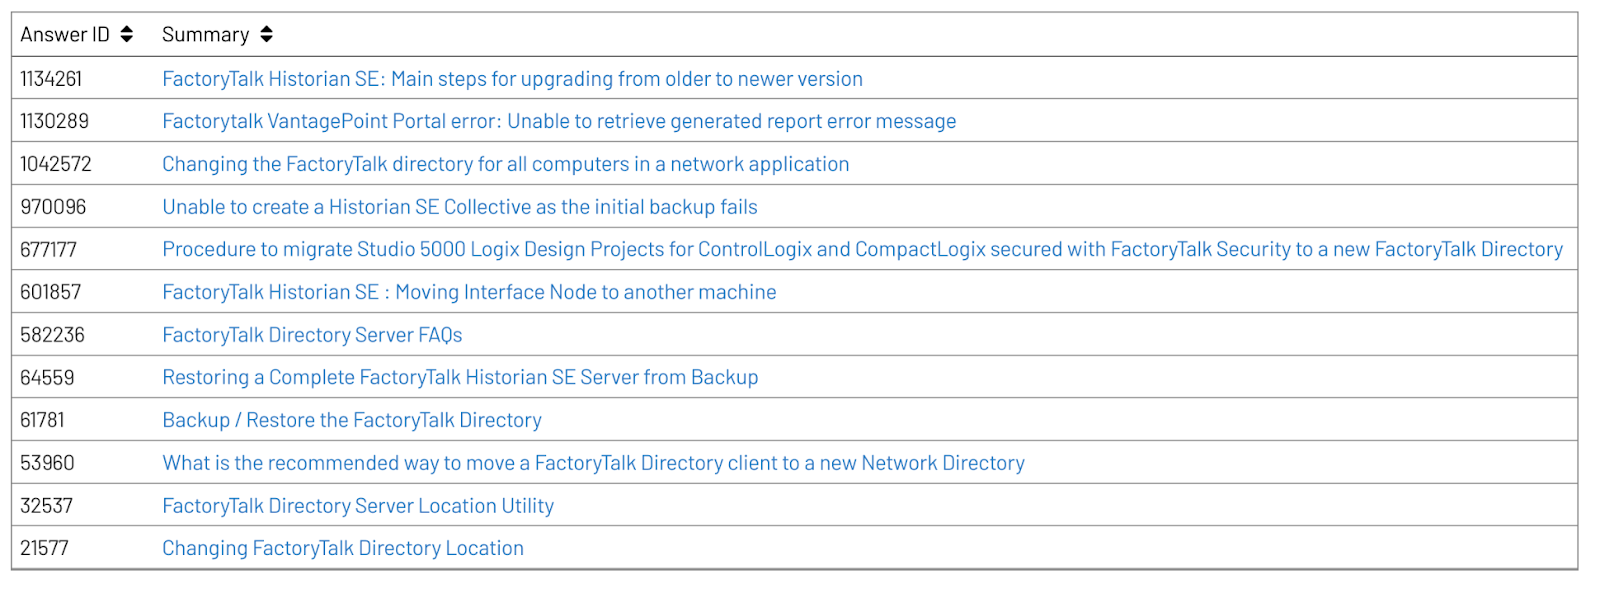 Answer ID Summary
1134261 FactoryTalk Historian SE: Main steps for upgrading from older to newer version
1130289 Factorytalk VantagePoint Portal error: Unable to retrieve generated report error message
1042572 Changing the FactoryTalk directory for all computers in a network application
970096 Unable to create a Historian SE Collective as the initial backup fails
677177 Procedure to migrate Studio 5000 Logix Design Projects for ControlLogix and CompactLogix secured with FactoryTalk Security to a new FactoryTalk Directory
601857 FactoryTalk Historian SE : Moving Interface Node to another machine
582236 FactoryTalk Directory Server FAQs
64559 Restoring a Complete FactoryTalk Historian SE Server from Backup
61781 Backup / Restore the FactoryTalk Directory
53960 What is the recommended way to move a FactoryTalk Directory client to a new Network Directory
32537 FactoryTalk Directory Server Location Utility
21577 Changing FactoryTalk Directory Location